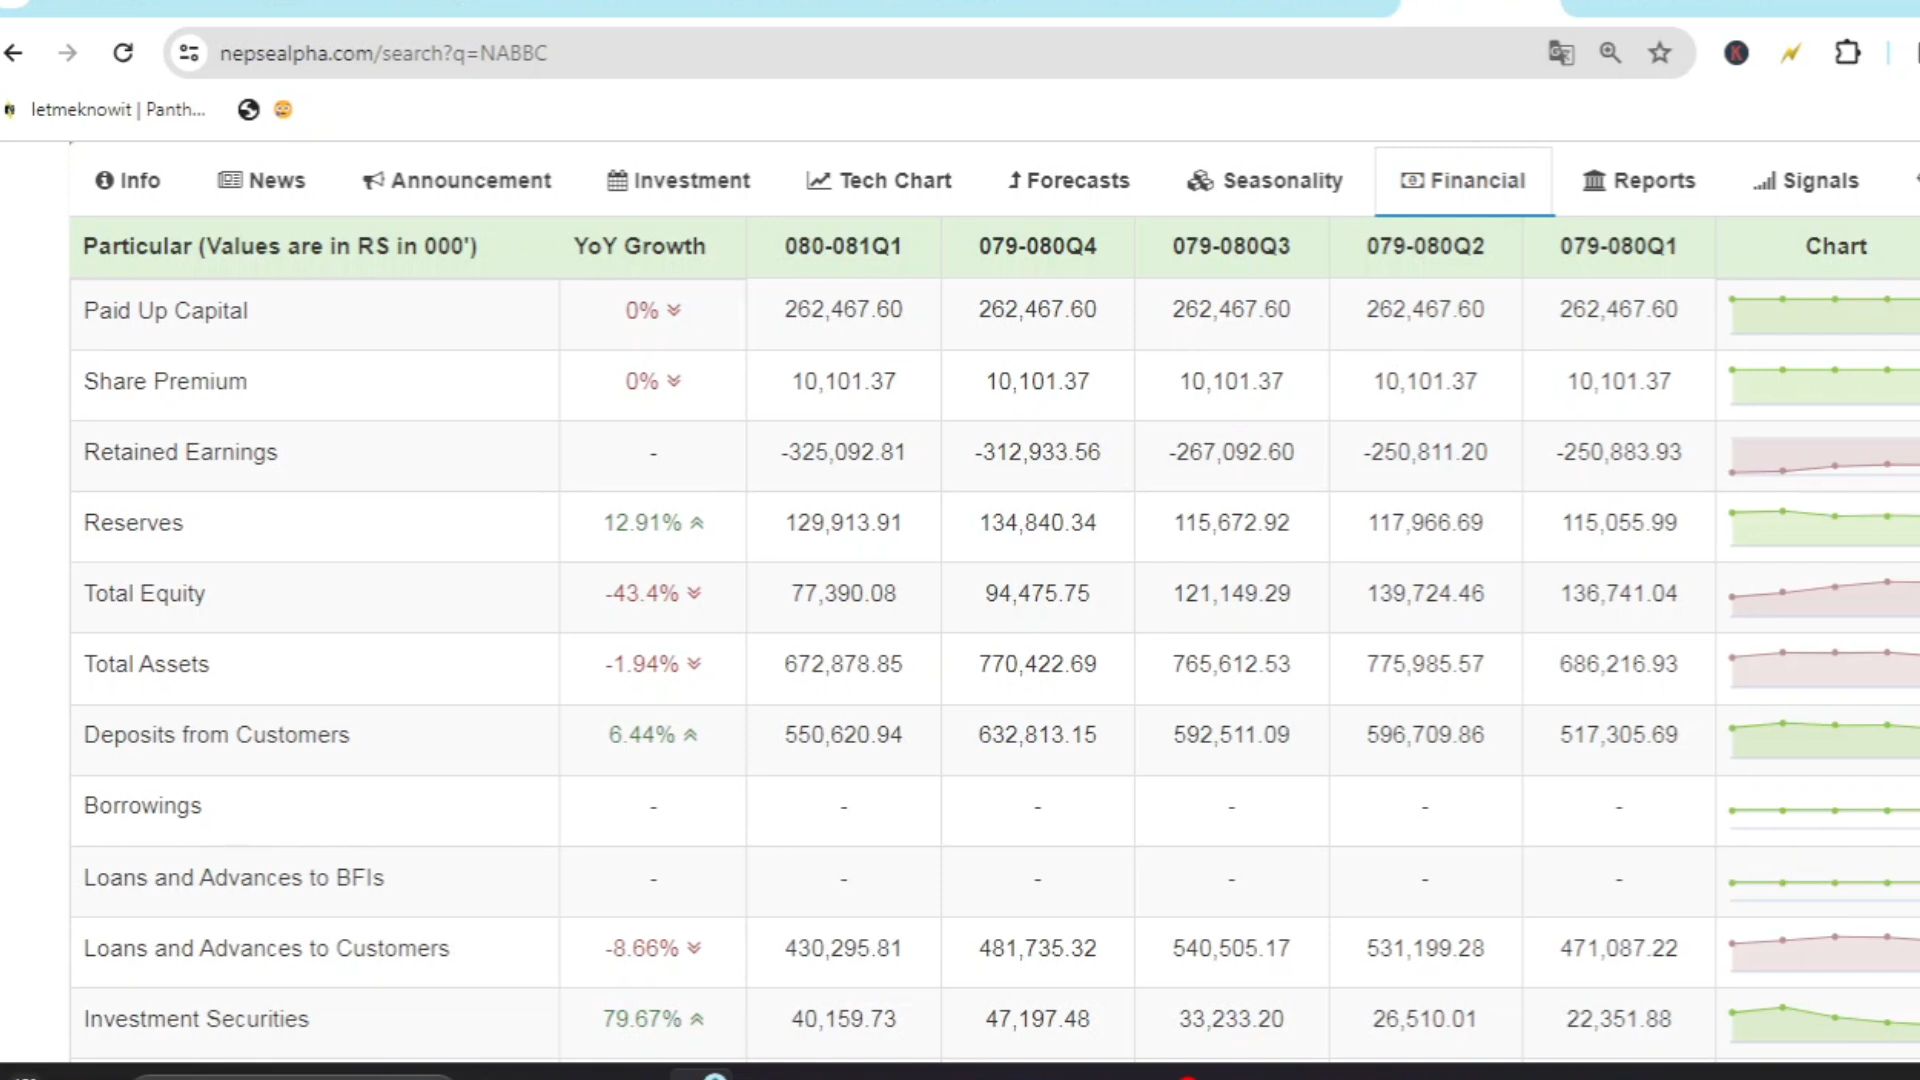 nepsealpha.com/search?q=NABBC
letmeknowit | Panth...
Info News Announcement Investment Tech Chart Forecasts Seasonality Financial Reports Signals
Particular (Values are in RS in 000') YoY Growth 080-081Q1 079-080Q4 079-080Q3 079-080Q2 079-080Q1 Chart
Paid Up Capital 0% 262,467.60 262,467.60 262,467.60 262,467.60 262,467.60
Share Premium 0% 10,101.37 10,101.37 10,101.37 10,101.37 10,101.37
Retained Earnings - -325,092.81 -312,933.56 -267,092.60 -250,811.20 -250,883.93
Reserves 12.91% 129,913.91 134,840.34 115,672.92 117,966.69 115,055.99
Total Equity -43.4% 77,390.08 94,475.75 121,149.29 139,724.46 136,741.04
Total Assets -1.94% 672,878.85 770,422.69 765,612.53 775,985.57 686,216.93
Deposits from Customers 6.44% 550,620.94 632,813.15 592,511.09 596,709.86 517,305.69
Borrowings - - - - - -
Loans and Advances to BFIs - - - - - -
Loans and Advances to Customers -8.66% 430,295.81 481,735.32 540,505.17 531,199.28 471,087.22
Investment Securities 79.67% 40,159.73 47,197.48 33,233.20 26,510.01 22,351.88